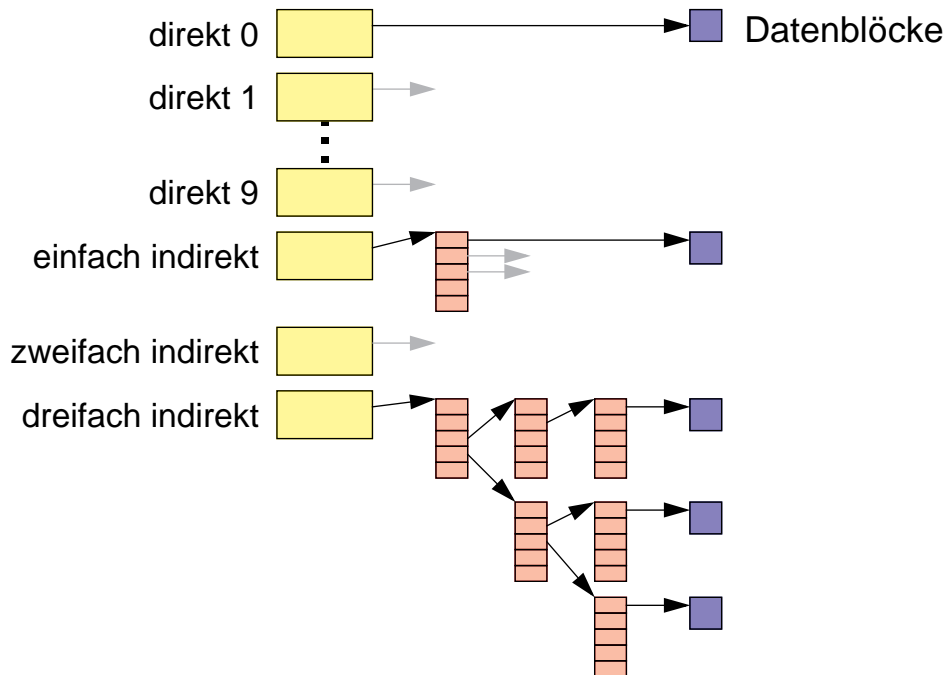 direkt 0
Datenblöcke
direkt 1
direkt 9
einfach indirekt
zweifach indirekt
dreifach indirekt